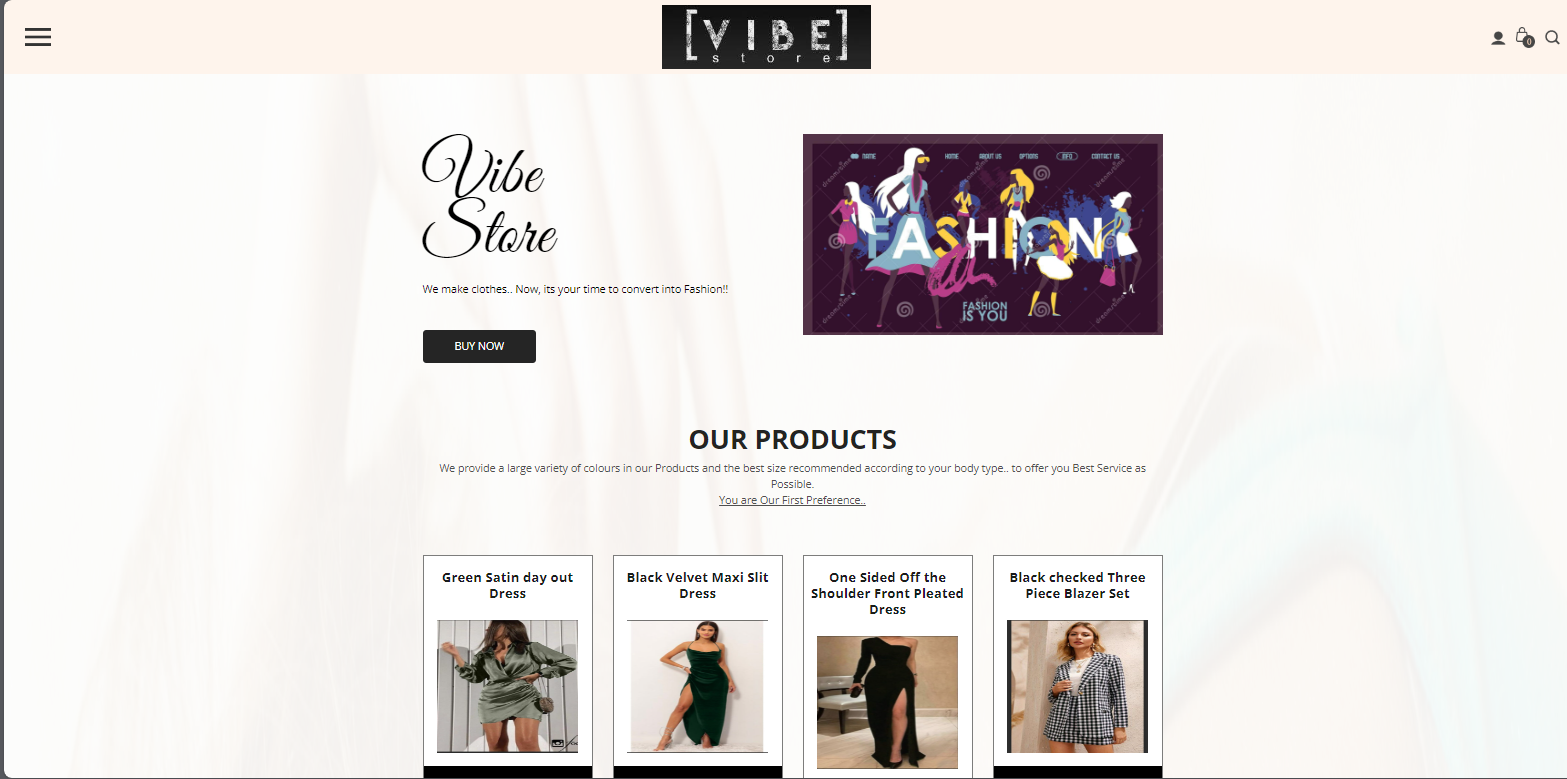 [VIBE]
store
0
Vibe
Store
We make clothes.. Now, its your time to convert into Fashion!!
BUY NOW
NAME HOME ABOUT US OPTIONS INFO CONTACT US
FASHION
FASHION
IS YOU
dreamstime
dreamstime
dreamstime
dreamstime
OUR PRODUCTS
We provide a large variety of colours in our Products and the best size recommended according to your body type.. to offer you Best Service as
Possible.
You are Our First Preference..
Green Satin day out
Dress
Black Velvet Maxi Slit
Dress
One Sided Off the
Shoulder Front Pleated
Dress
Black checked Three
Piece Blazer Set